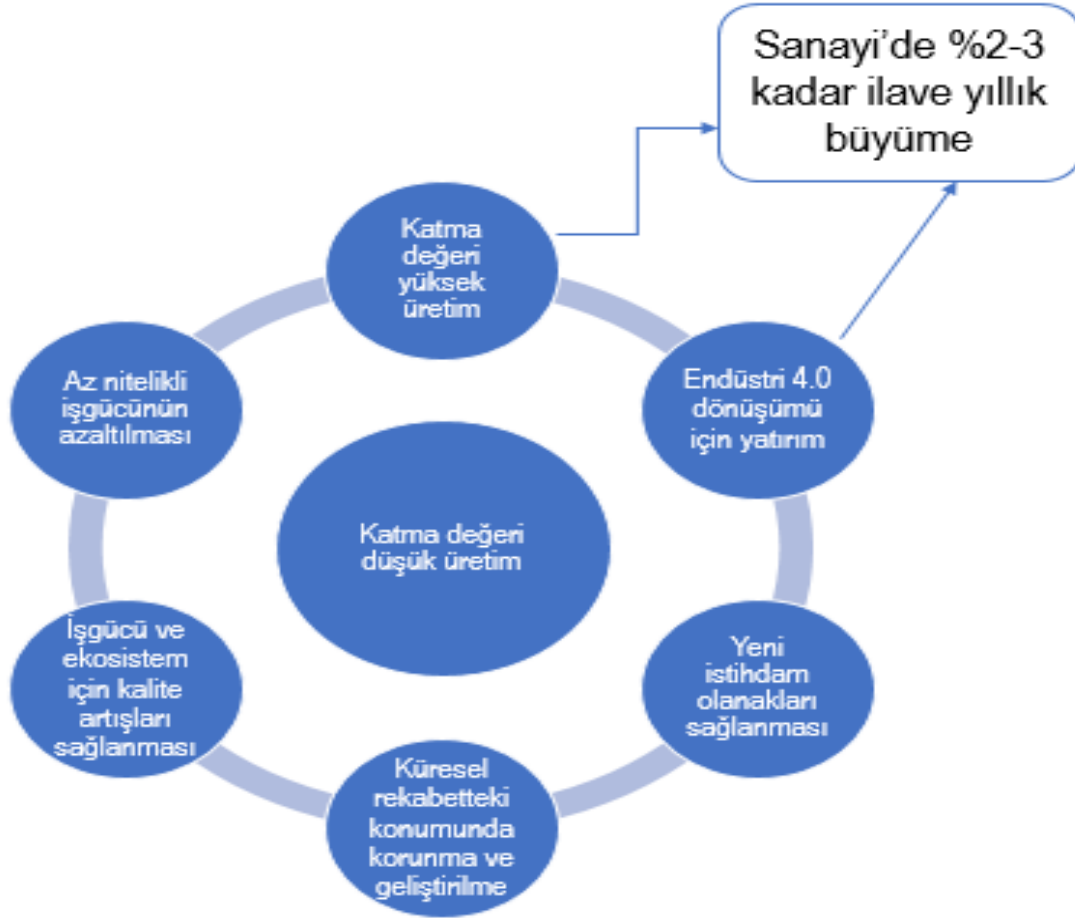 Sanayi'de %2-3
kadar ilave yıllık
büyüme
Katma
değeri
yüksek
üretim
Endüstri 4.0
dönüşümü
için yatırım
Yeni
istihdam
olanakları
sağlanması
Küresel
rekabetteki
konumunda
korunma ve
geliştirilme
İşgücü ve
ekosistem
için kalite
artışları
sağlanması
Az nitelikli
işgücünün
azaltılması
Katma değeri
düşük üretim